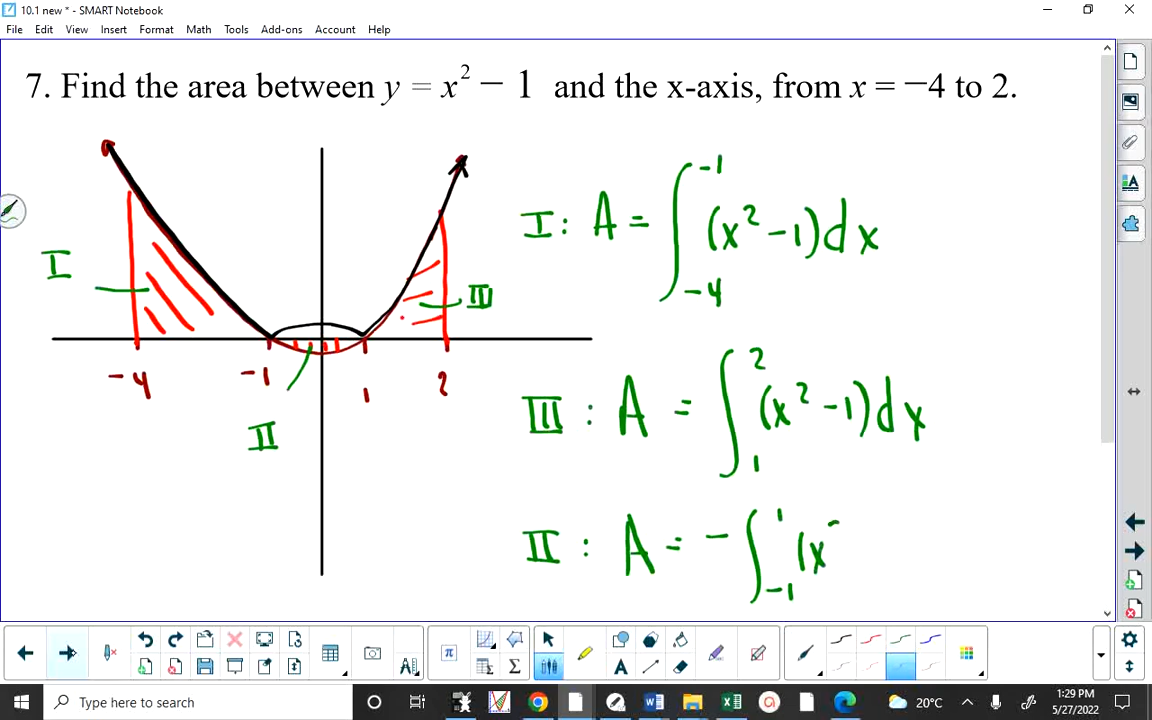 10.1 new * - SMART Notebook
File Edit View Insert Format Math Tools Add-ons Account Help
7. Find the area between y = x² − 1 and the x-axis, from x = −4 to 2.
I
III
-4
-1
1
2
II
I: A = ∫₋₄⁻¹ (x² -1)dx
III : A = ∫₁² (x² -1)dx
II : A = - ∫₋₁¹ (x
Type here to search
20°C
1:29 PM
5/27/2022